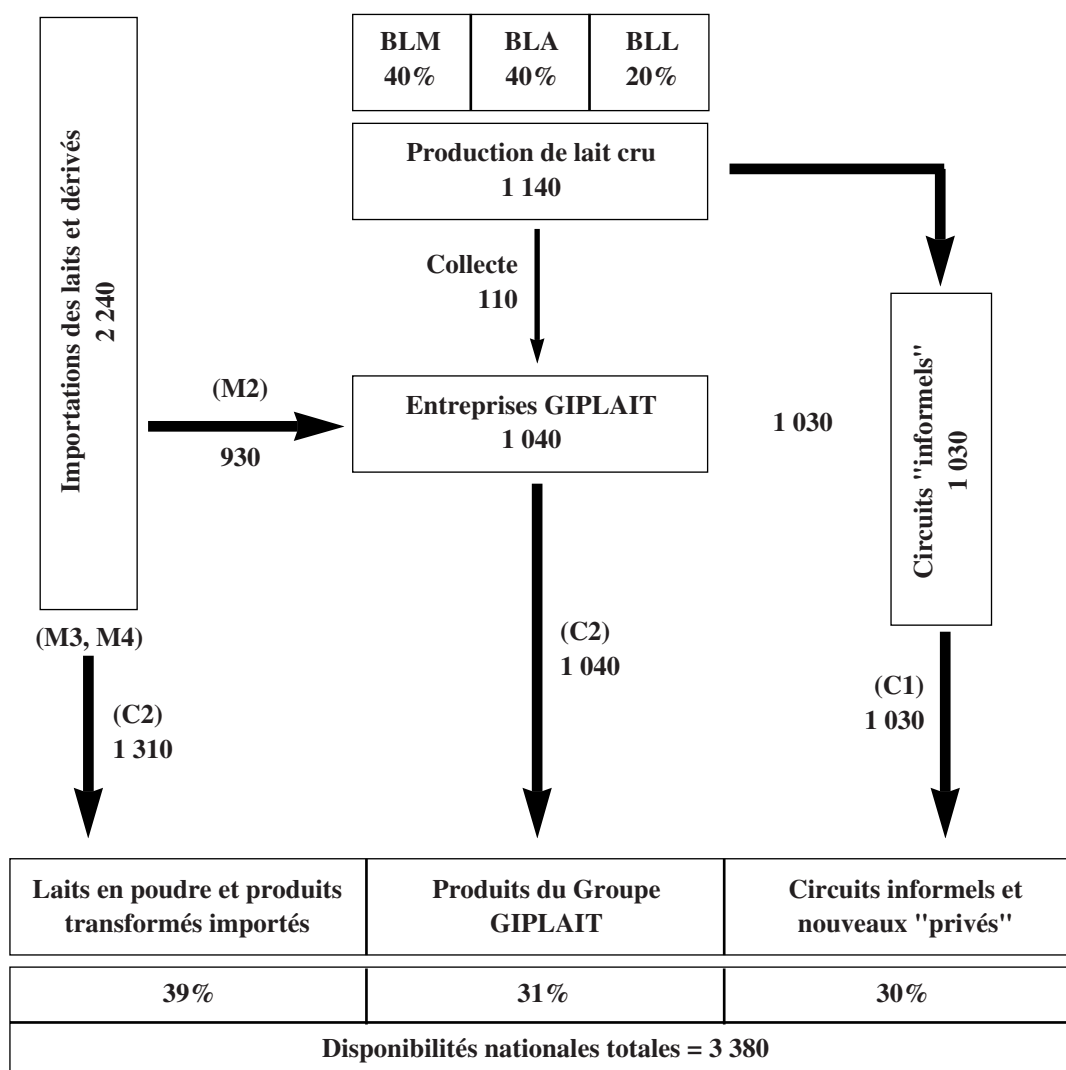 BLM
40%
BLA
40%
BLL
20%
Production de lait cru
1 140
Importations des laits et dérivés
2 240
Collecte
110
(M2)
930
Entreprises GIPLAIT
1 040
1 030
Circuits "informels"
1 030
(M3, M4)
(C2)
1 310
(C2)
1 040
(C1)
1 030
Laits en poudre et produits
transformés importés
Produits du Groupe
GIPLAIT
Circuits informels et
nouveaux "privés"
39%
31%
30%
Disponibilités nationales totales = 3 380